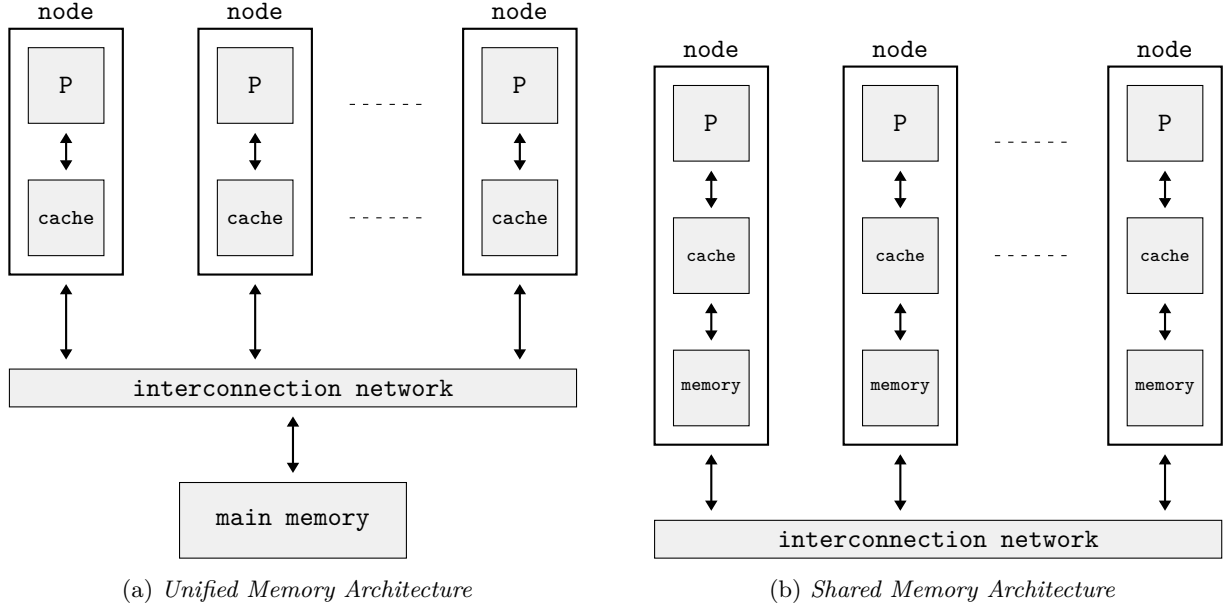 node node node
P P P
cache cache cache
interconnection network
main memory
(a) Unified Memory Architecture
node node node
P P P
cache cache cache
memory memory memory
interconnection network
(b) Shared Memory Architecture